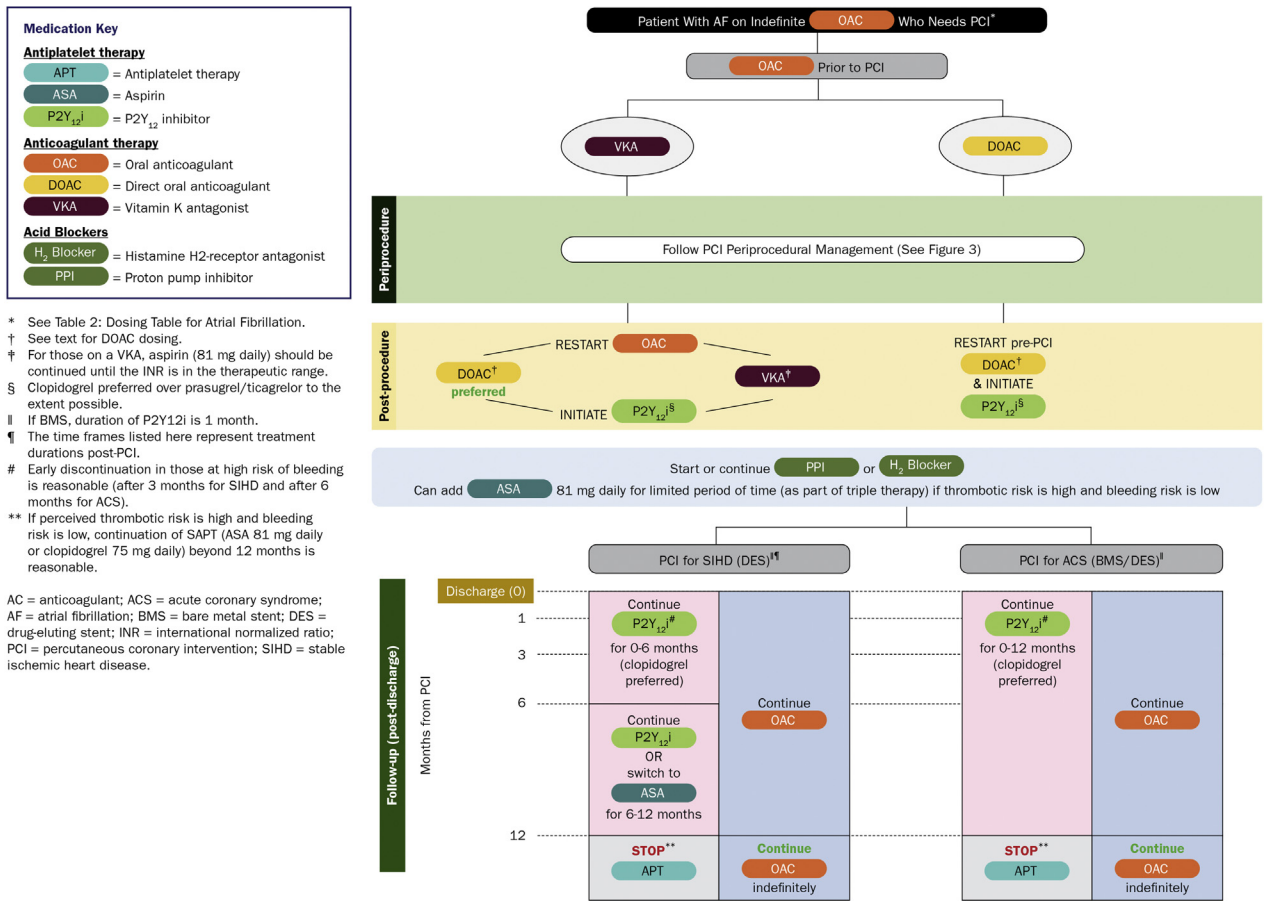 Medication Key
Antiplatelet therapy
APT = Antiplatelet therapy
ASA = Aspirin
P2Y12i = P2Y12 inhibitor
Anticoagulant therapy
OAC = Oral anticoagulant
DOAC = Direct oral anticoagulant
VKA = Vitamin K antagonist
Acid Blockers
H2 Blocker = Histamine H2-receptor antagonist
PPI = Proton pump inhibitor
* See Table 2: Dosing Table for Atrial Fibrillation.
† See text for DOAC dosing.
‡ For those on a VKA, aspirin (81 mg daily) should be
continued until the INR is in the therapeutic range.
§ Clopidogrel preferred over prasugrel/ticagrelor to the
extent possible.
‖ If BMS, duration of P2Y12i is 1 month.
¶ The time frames listed here represent treatment
durations post-PCI.
# Early discontinuation in those at high risk of bleeding
is reasonable (after 3 months for SIHD and after 6
months for ACS).
** If perceived thrombotic risk is high and bleeding
risk is low, continuation of SAPT (ASA 81 mg daily
or clopidogrel 75 mg daily) beyond 12 months is
reasonable.
AC = anticoagulant; ACS = acute coronary syndrome;
AF = atrial fibrillation; BMS = bare metal stent; DES =
drug-eluting stent; INR = international normalized ratio;
PCI = percutaneous coronary intervention; SIHD = stable
ischemic heart disease.
Patient With AF on Indefinite OAC Who Needs PCI*
OAC Prior to PCI
VKA
DOAC
Periprocedure
Follow PCI Periprocedural Management (See Figure 3)
Post-procedure
RESTART OAC
DOAC†
preferred
VKA‡
INITIATE P2Y12i§
RESTART pre-PCI
DOAC†
& INITIATE
P2Y12i§
Start or continue PPI or H2 Blocker
Can add ASA 81 mg daily for limited period of time (as part of triple therapy) if thrombotic risk is high and bleeding risk is low
PCI for SIHD (DES)‖¶
PCI for ACS (BMS/DES)‖
Follow-up (post-discharge)
Months from PCI
Discharge (0)
1
3
6
12
Continue
P2Y12i#
for 0-6 months
(clopidogrel
preferred)
Continue
P2Y12i
OR
switch to
ASA
for 6-12 months
Continue
OAC
STOP**
APT
Continue
OAC
indefinitely
Continue
P2Y12i#
for 0-12 months
(clopidogrel
preferred)
Continue
OAC
STOP**
APT
Continue
OAC
indefinitely